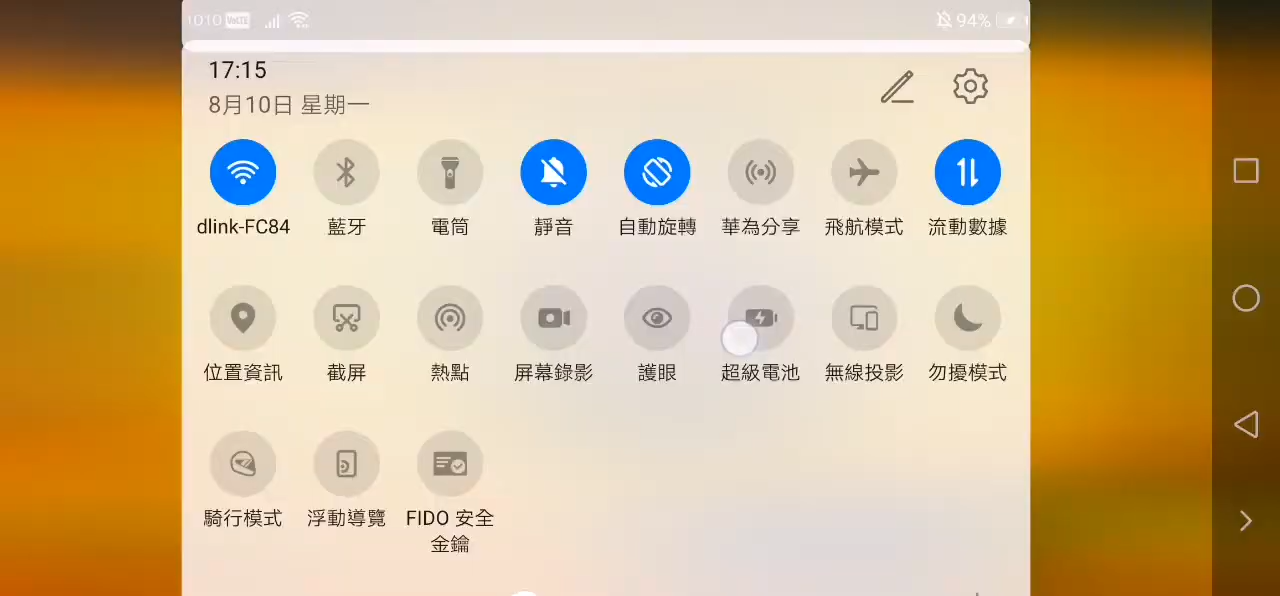 1010 VoLTE 94%
17:15
8月10日 星期一
dlink-FC84 藍牙 電筒 靜音 自動旋轉 華為分享 飛航模式 流動數據
位置資訊 截屏 熱點 屏幕錄影 護眼 超級電池 無線投影 勿擾模式
騎行模式 浮動導覽 FIDO 安全
金鑰